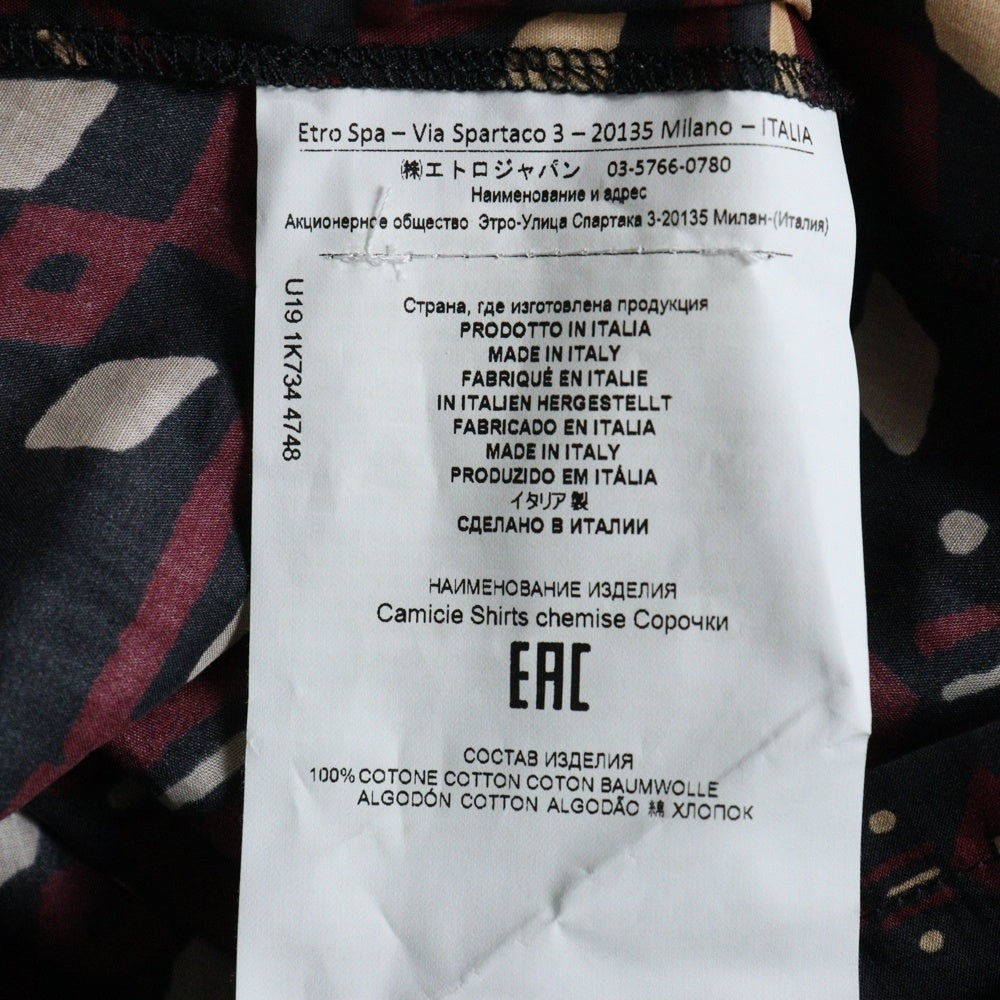 Etro Spa – Via Spartaco 3 – 20135 Milano – ITALIA
㈱エトロジャパン 03-5766-0780
Наименование и адрес
Акционерное общество Этро-Улица Спартака 3-20135 Милан-(Италия)
U19 1K734 4748
Страна, где изготовлена продукция
PRODOTTO IN ITALIA
MADE IN ITALY
FABRIQUÉ EN ITALIE
IN ITALIEN HERGESTELLT
FABRICADO EN ITALIA
MADE IN ITALY
PRODUZIDO EM ITÁLIA
イタリア製
СДЕЛАНО В ИТАЛИИ
НАИМЕНОВАНИЕ ИЗДЕЛИЯ
Camicie Shirts chemise Сорочки
EAC
СОСТАВ ИЗДЕЛИЯ
100% COTONE COTTON COTON BAUMWOLLE
ALGODÓN COTTON ALGODÃO 綿 ХЛОПОК